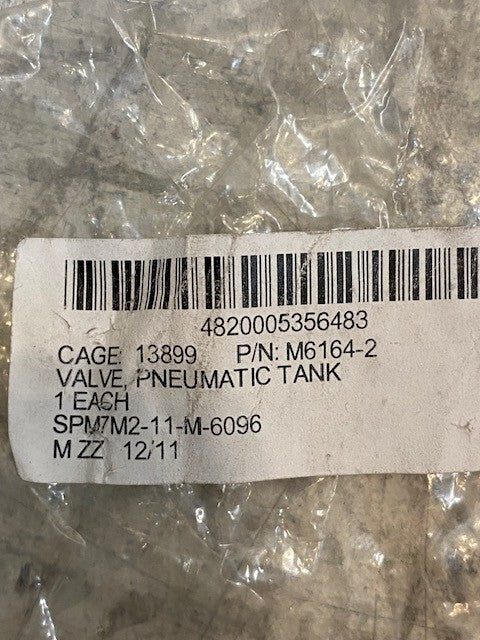 4820005356483
CAGE: 13899 P/N: M6164-2
VALVE, PNEUMATIC TANK
1 EACH
SPM7M2-11-M-6096
M ZZ 12/11